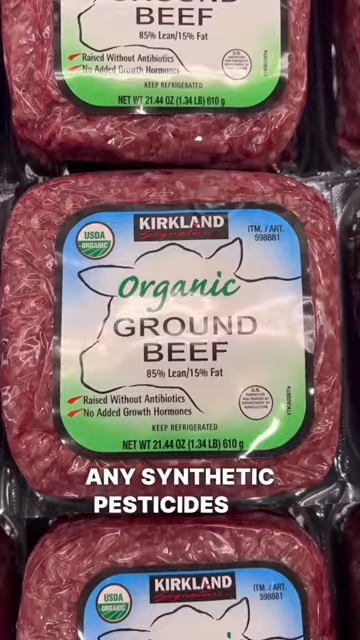 GROUND
BEEF
85% Lean/15% Fat
Raised Without Antibiotics
No Added Growth Hormones
KEEP REFRIGERATED
NET WT 21.44 OZ (1.34 LB) 610 g
KIRKLAND
Signature
USDA
ORGANIC
ITM. / ART.
598881
Organic
GROUND
BEEF
85% Lean/15% Fat
Raised Without Antibiotics
No Added Growth Hormones
KEEP REFRIGERATED
NET WT 21.44 OZ (1.34 LB) 610 g
ANY SYNTHETIC
PESTICIDES
USDA
ORGANIC
KIRKLAND
Signature
ITM. / ART.
598881